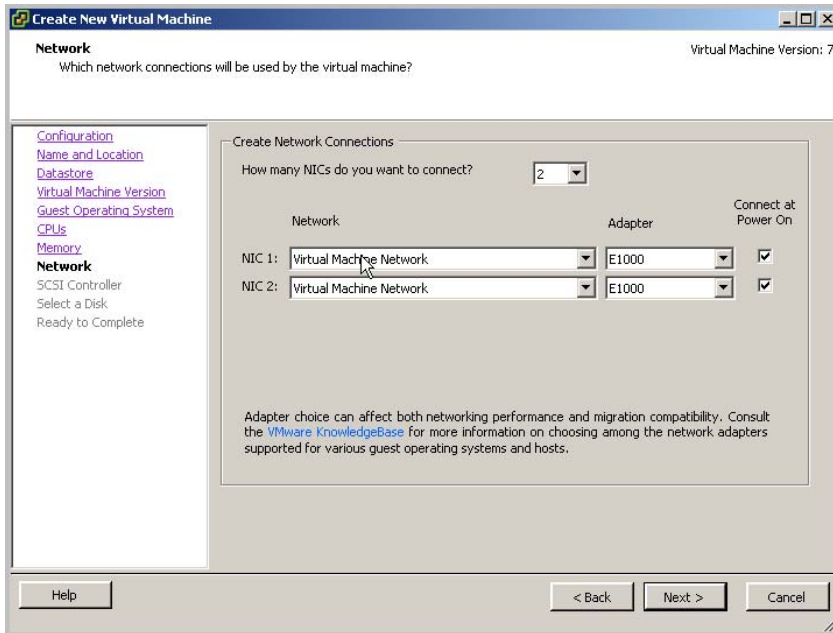 Create New Virtual Machine
Network
Which network connections will be used by the virtual machine?
Virtual Machine Version: 7
Configuration
Name and Location
Datastore
Virtual Machine Version
Guest Operating System
CPUs
Memory
Network
SCSI Controller
Select a Disk
Ready to Complete
Create Network Connections
How many NICs do you want to connect? 2
Network
Adapter
Connect at
Power On
NIC 1: Virtual Machine Network E1000
NIC 2: Virtual Machine Network E1000
Adapter choice can affect both networking performance and migration compatibility. Consult
the VMware KnowledgeBase for more information on choosing among the network adapters
supported for various guest operating systems and hosts.
Help
< Back
Next >
Cancel